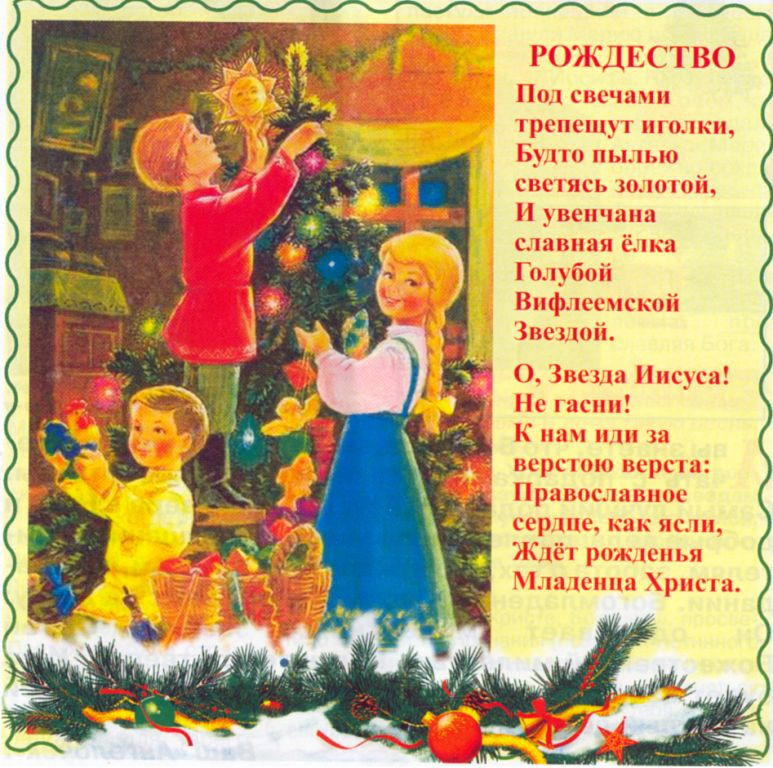 РОЖДЕСТВО
Под свечами
трепещут иголки,
Будто пылью
светясь золотой,
И увенчана
славная ёлка
Голубой
Вифлеемской
Звездой.
О, Звезда Иисуса!
Не гасни!
К нам иди за
верстою верста:
Православное
сердце, как ясли,
Ждёт рожденья
Младенца Христа.